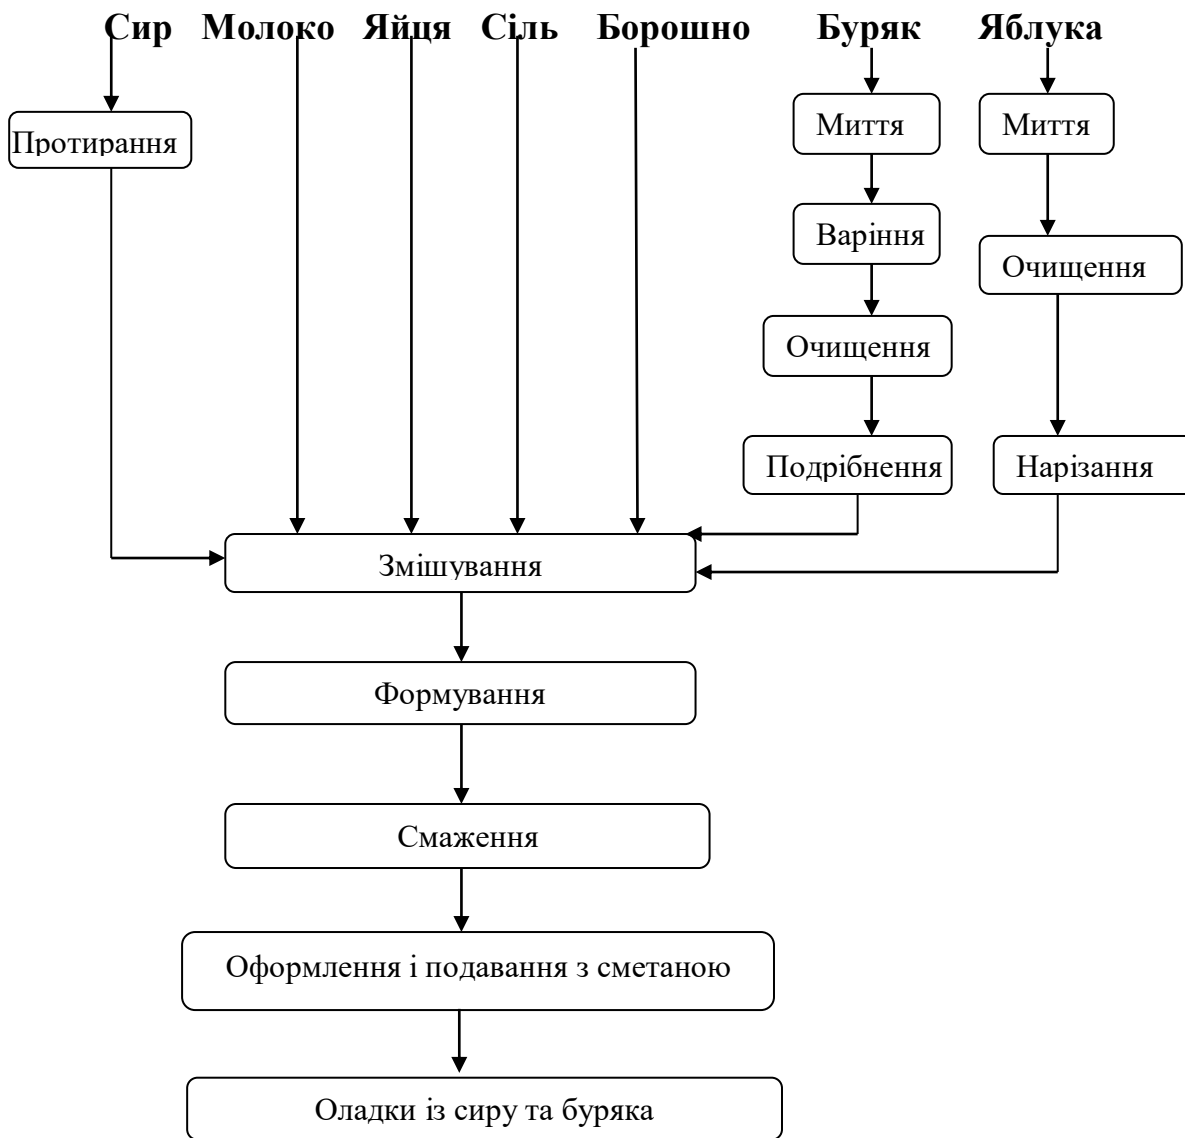 Сир Молоко Яйця Сіль Борошно Буряк Яблука
Протирання
Миття
Миття
Варіння
Очищення
Очищення
Подрібнення
Нарізання
Змішування
Формування
Смаження
Оформлення і подавання з сметаною
Оладки із сиру та буряка